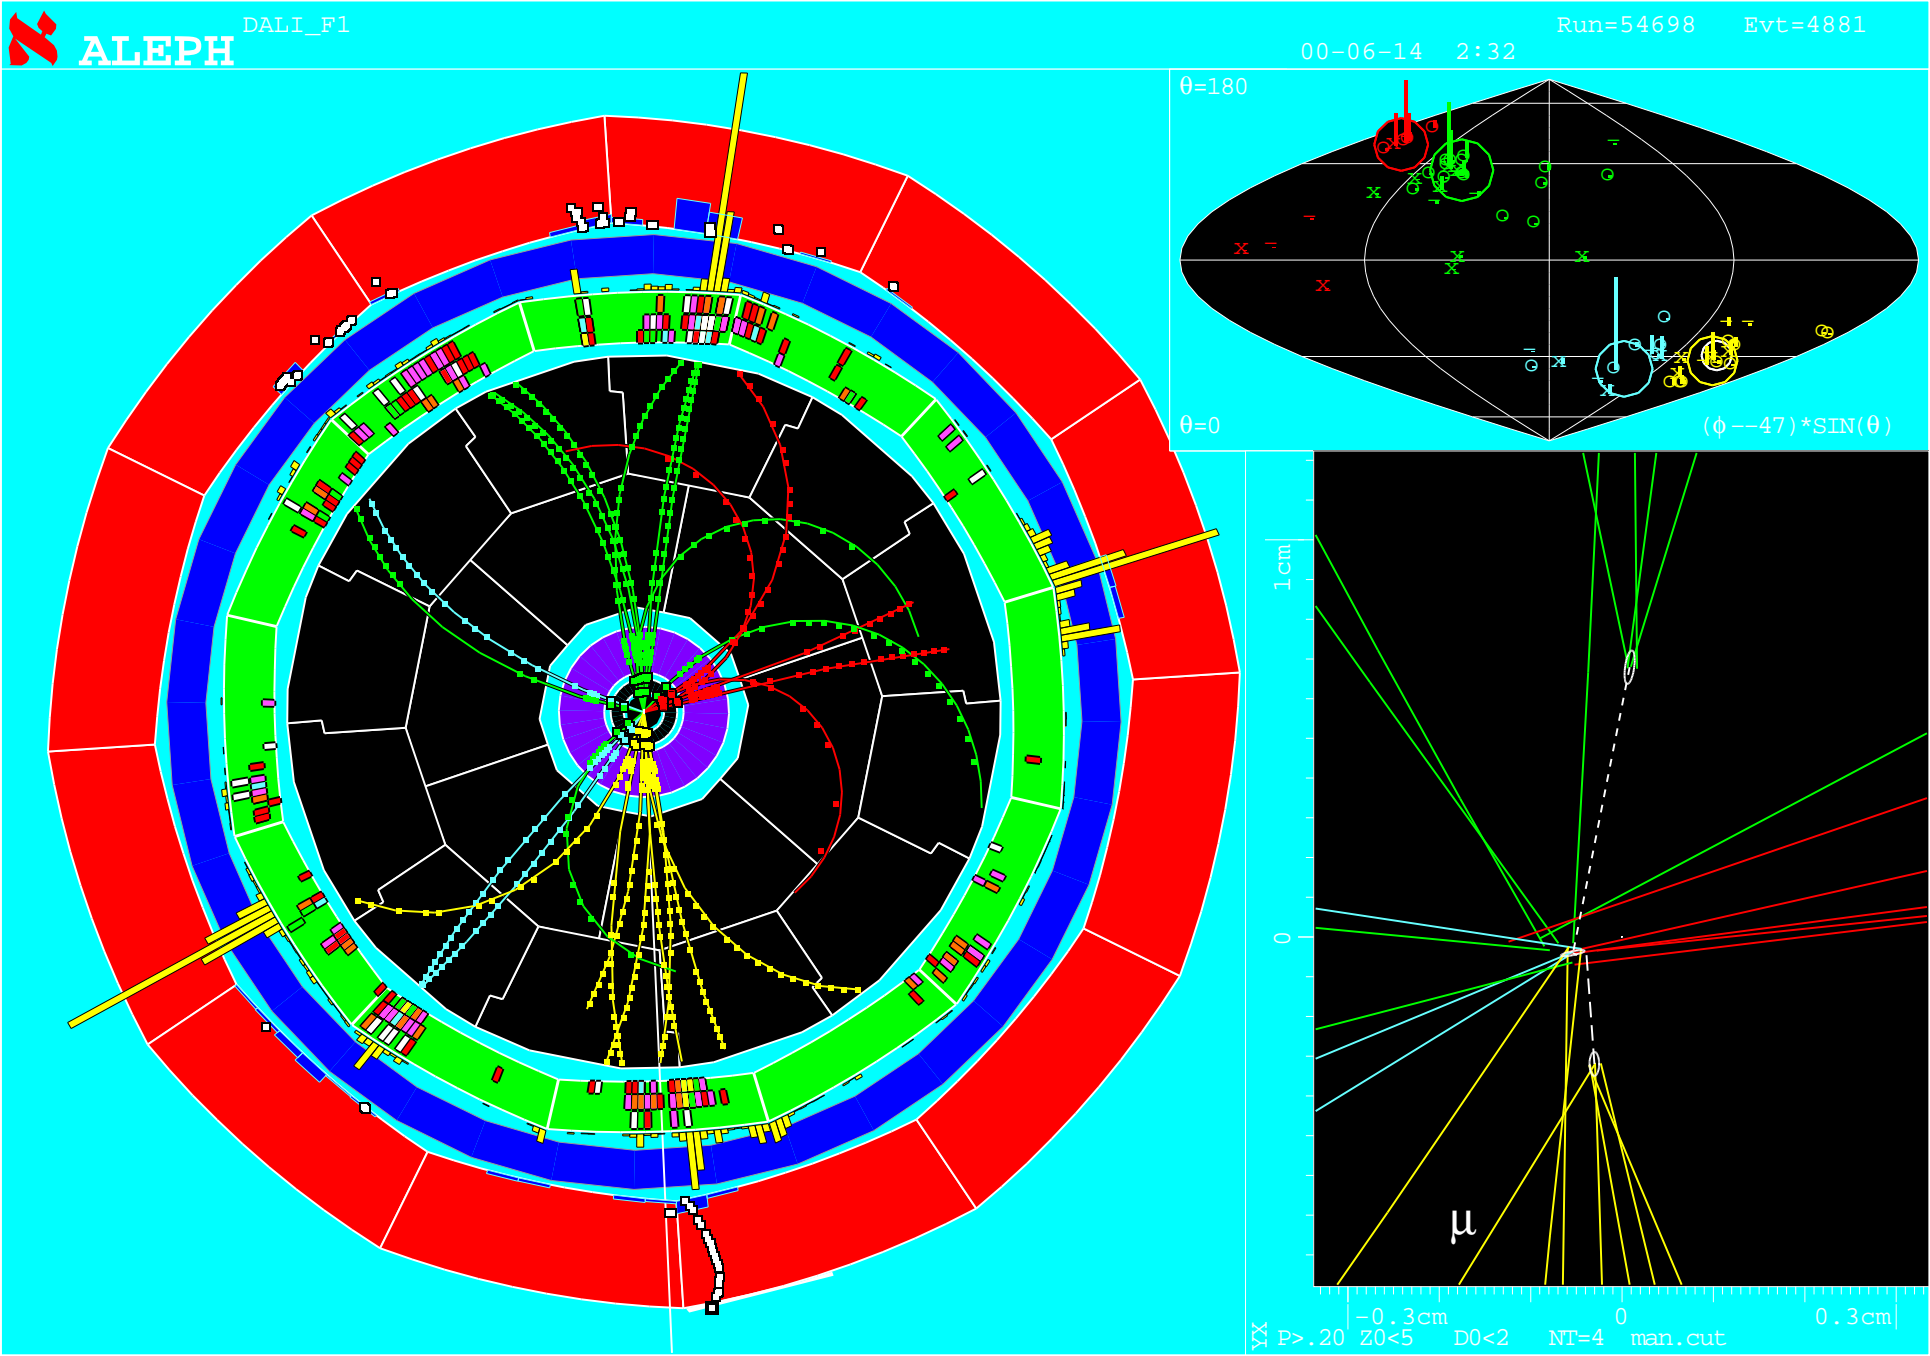 DALI_F1
ℵ ALEPH
Run=54698 Evt=4881
00-06-14 2:32
θ=180
θ=0
(ϕ--47)*SIN(θ)
1cm
0
μ
-0.3cm 0 0.3cm
YX P>.20 Z0<5 D0<2 NT=4 man.cut